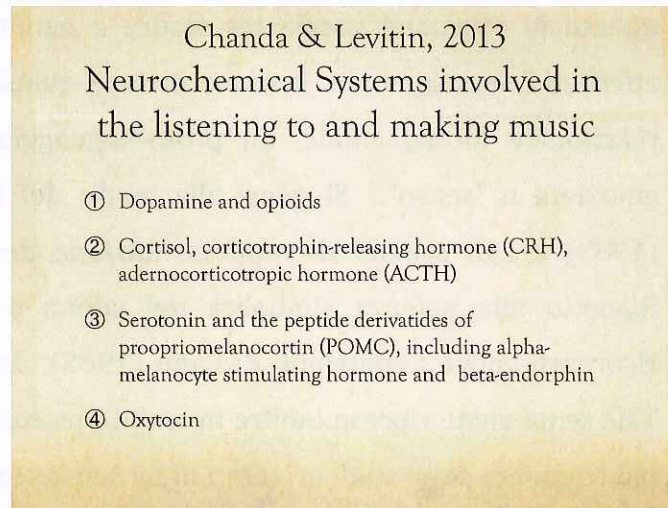 Chanda & Levitin, 2013
Neurochemical Systems involved in
the listening to and making music
① Dopamine and opioids
② Cortisol, corticotrophin-releasing hormone (CRH),
adernocorticotropic hormone (ACTH)
③ Serotonin and the peptide derivatides of
proopriomelanocortin (POMC), including alpha-
melanocyte stimulating hormone and beta-endorphin
④ Oxytocin